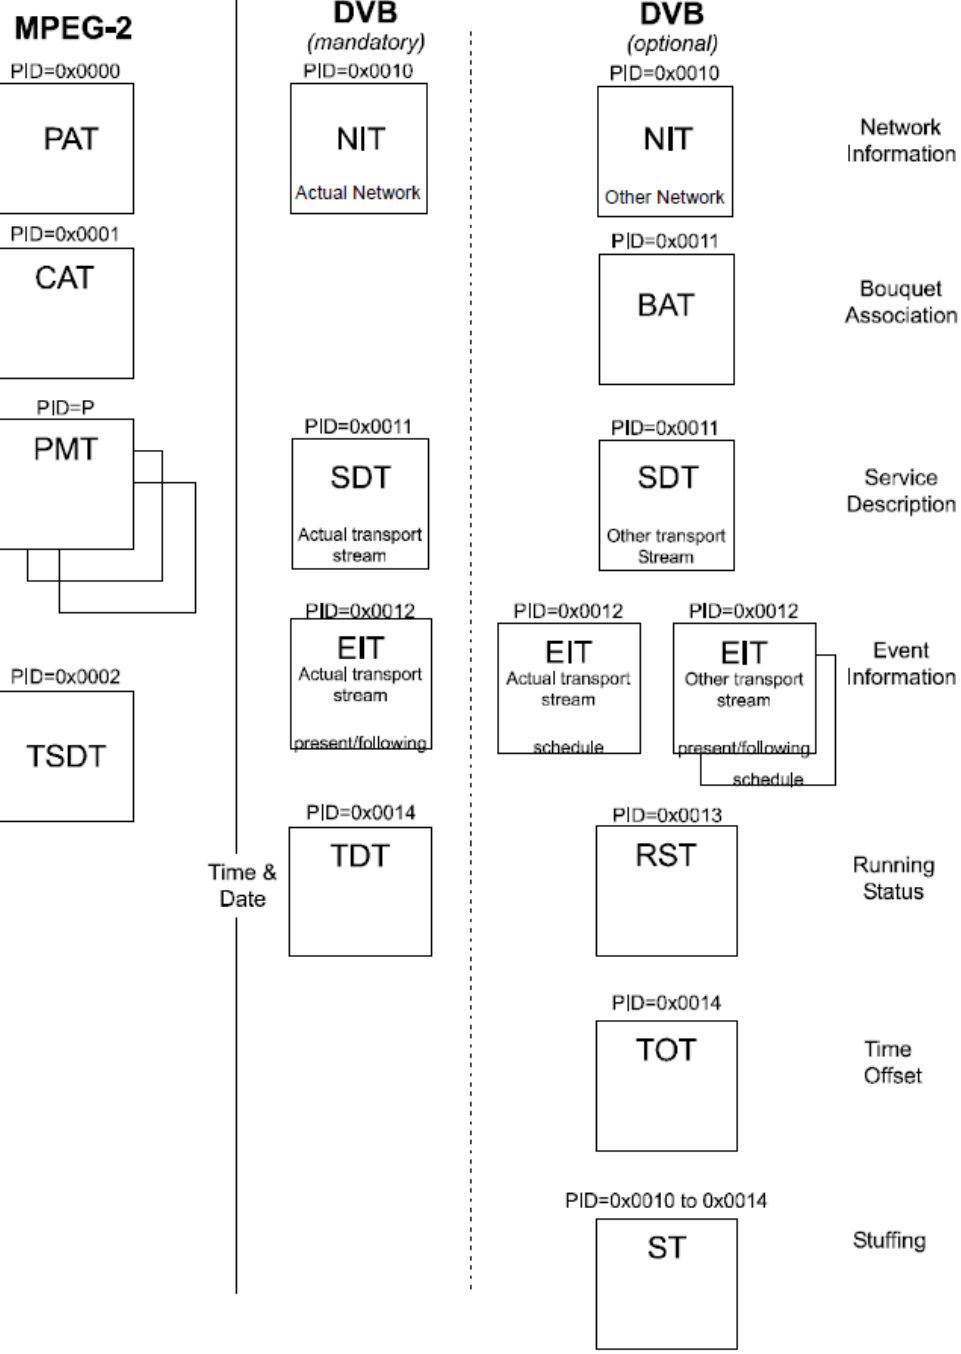 MPEG-2
DVB
(mandatory)
DVB
(optional)
PID=0x0000
PAT
PID=0x0010
NIT
Actual Network
PID=0x0010
NIT
Other Network
Network
Information
PID=0x0001
CAT
PID=0x0011
BAT
Bouquet
Association
PID=P
PMT
PID=0x0011
SDT
Actual transport
stream
PID=0x0011
SDT
Other transport
Stream
Service
Description
PID=0x0002
TSDT
PID=0x0012
EIT
Actual transport
stream
present/following
PID=0x0012
EIT
Actual transport
stream
schedule
PID=0x0012
EIT
Other transport
stream
present/following
schedule
Event
Information
Time &
Date
PID=0x0014
TDT
PID=0x0013
RST
Running
Status
PID=0x0014
TOT
Time
Offset
PID=0x0010 to 0x0014
ST
Stuffing